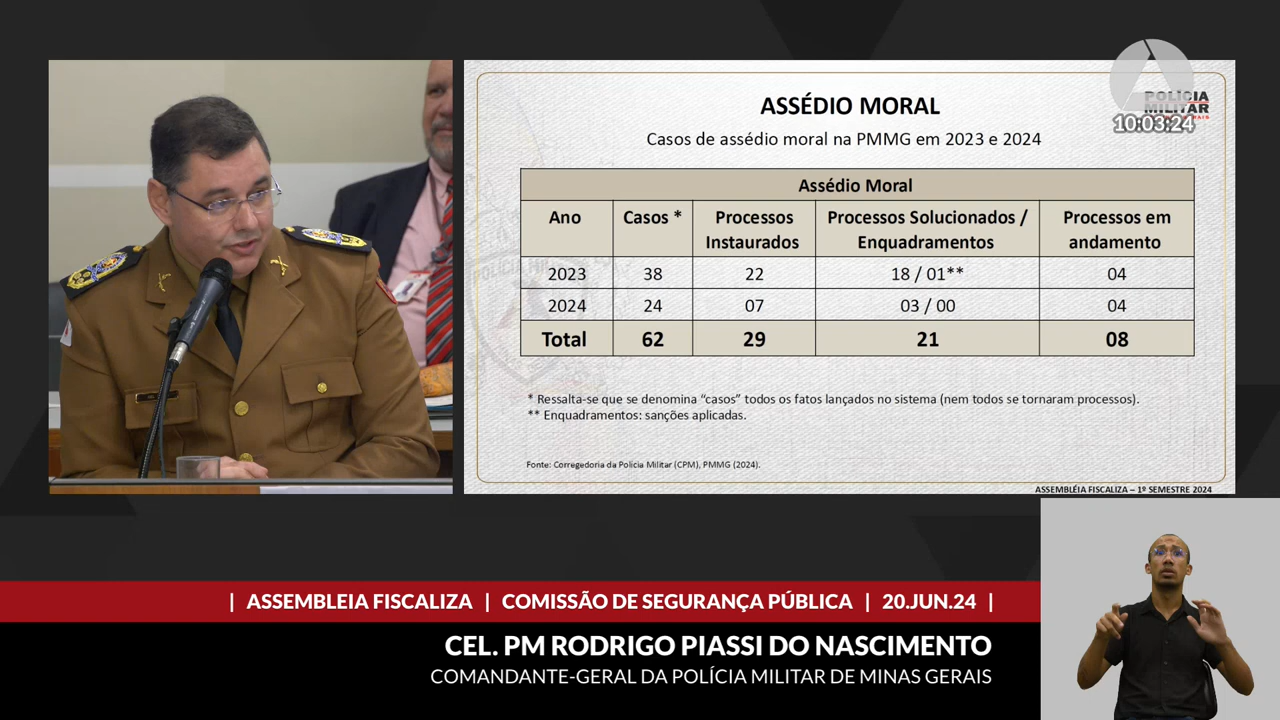 POLÍCIA
MILITAR
10:03:24
ASSÉDIO MORAL
Casos de assédio moral na PMMG em 2023 e 2024
Assédio Moral
Ano Casos * Processos Instaurados Processos Solucionados / Enquadramentos Processos em andamento
2023 38 22 18 / 01** 04
2024 24 07 03 / 00 04
Total 62 29 21 08
* Ressalta-se que se denomina “casos” todos os fatos lançados no sistema (nem todos se tornaram processos).
** Enquadramentos: sanções aplicadas.
Fonte: Corregedoria da Polícia Militar (CPM), PMMG (2024).
ASSEMBLÉIA FISCALIZA – 1º SEMESTRE 2024
| ASSEMBLEIA FISCALIZA | COMISSÃO DE SEGURANÇA PÚBLICA | 20.JUN.24 |
CEL. PM RODRIGO PIASSI DO NASCIMENTO
COMANDANTE-GERAL DA POLÍCIA MILITAR DE MINAS GERAIS